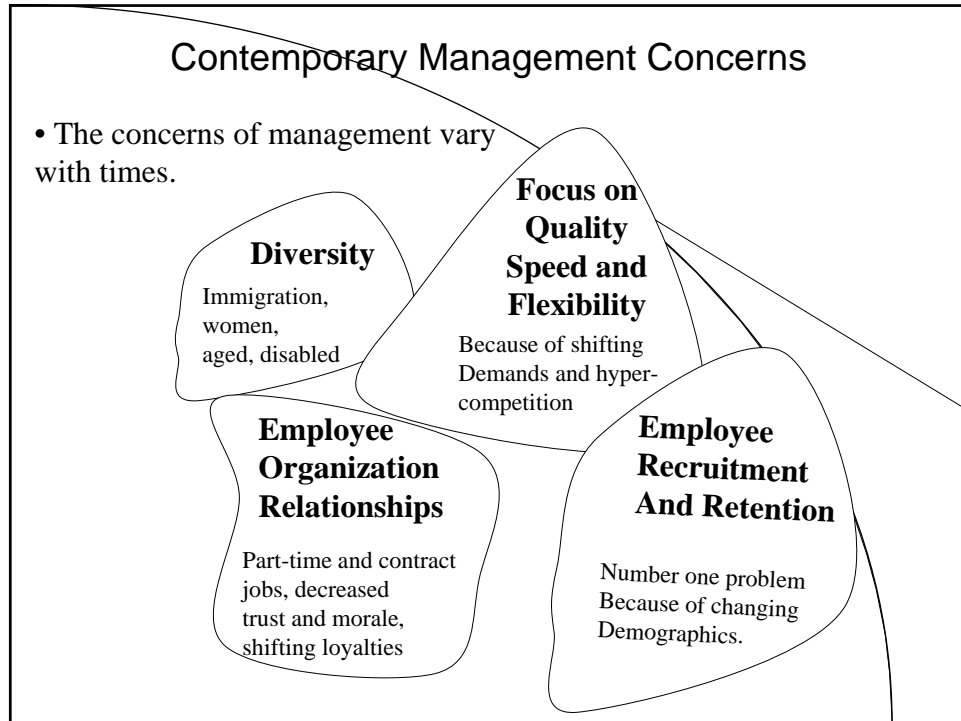 Contemporary Management Concerns
• The concerns of management vary
with times.
Diversity
Immigration,
women,
aged, disabled
Focus on
Quality
Speed and
Flexibility
Because of shifting
Demands and hyper-
competition
Employee
Organization
Relationships
Part-time and contract
jobs, decreased
trust and morale,
shifting loyalties
Employee
Recruitment
And Retention
Number one problem
Because of changing
Demographics.